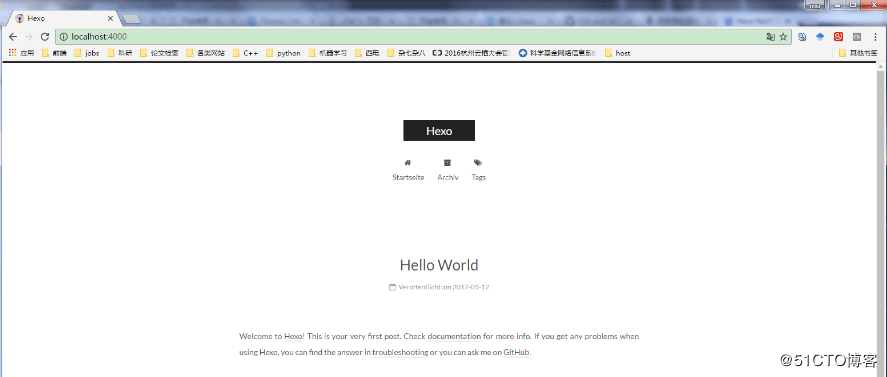 Hexo
localhost:4000
应用 前端 jobs 科研 论文检索 各类网站 C++ python 机器学习 西电 杂七杂八 2016杭州云栖大会官 科学基金网络信息系统 host 其他书签
Hexo
Startseite Archiv Tags
Hello World
Veröffentlicht am 2017-05-12
Welcome to Hexo! This is your very first post. Check documentation for more info. If you get any problems when
using Hexo, you can find the answer in troubleshooting or you can ask me on GitHub.
@51CTO博客